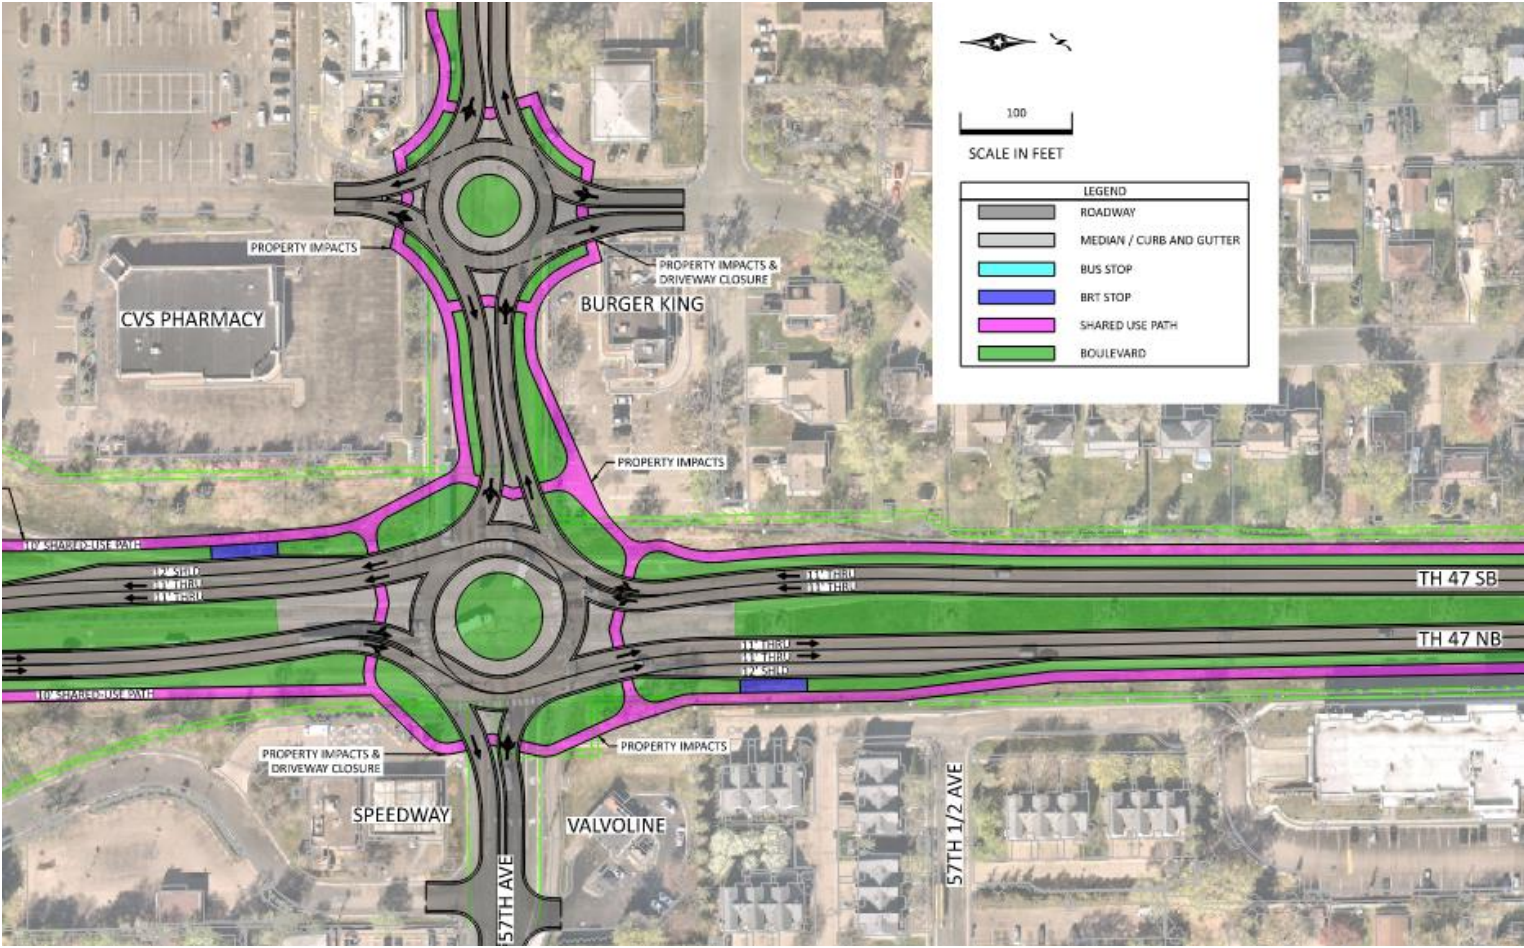 100
SCALE IN FEET
LEGEND
ROADWAY
MEDIAN / CURB AND GUTTER
BUS STOP
BRT STOP
SHARED USE PATH
BOULEVARD
PROPERTY IMPACTS
PROPERTY IMPACTS &
DRIVEWAY CLOSURE
BURGER KING
CVS PHARMACY
PROPERTY IMPACTS
10' SHARED-USE PATH
12' SHLD
11' THRU
11' THRU
11' THRU
11' THRU
TH 47 SB
11' THRU
11' THRU
12' SHLD
TH 47 NB
10' SHARED-USE PATH
PROPERTY IMPACTS &
DRIVEWAY CLOSURE
PROPERTY IMPACTS
SPEEDWAY
VALVOLINE
57TH AVE
57TH 1/2 AVE